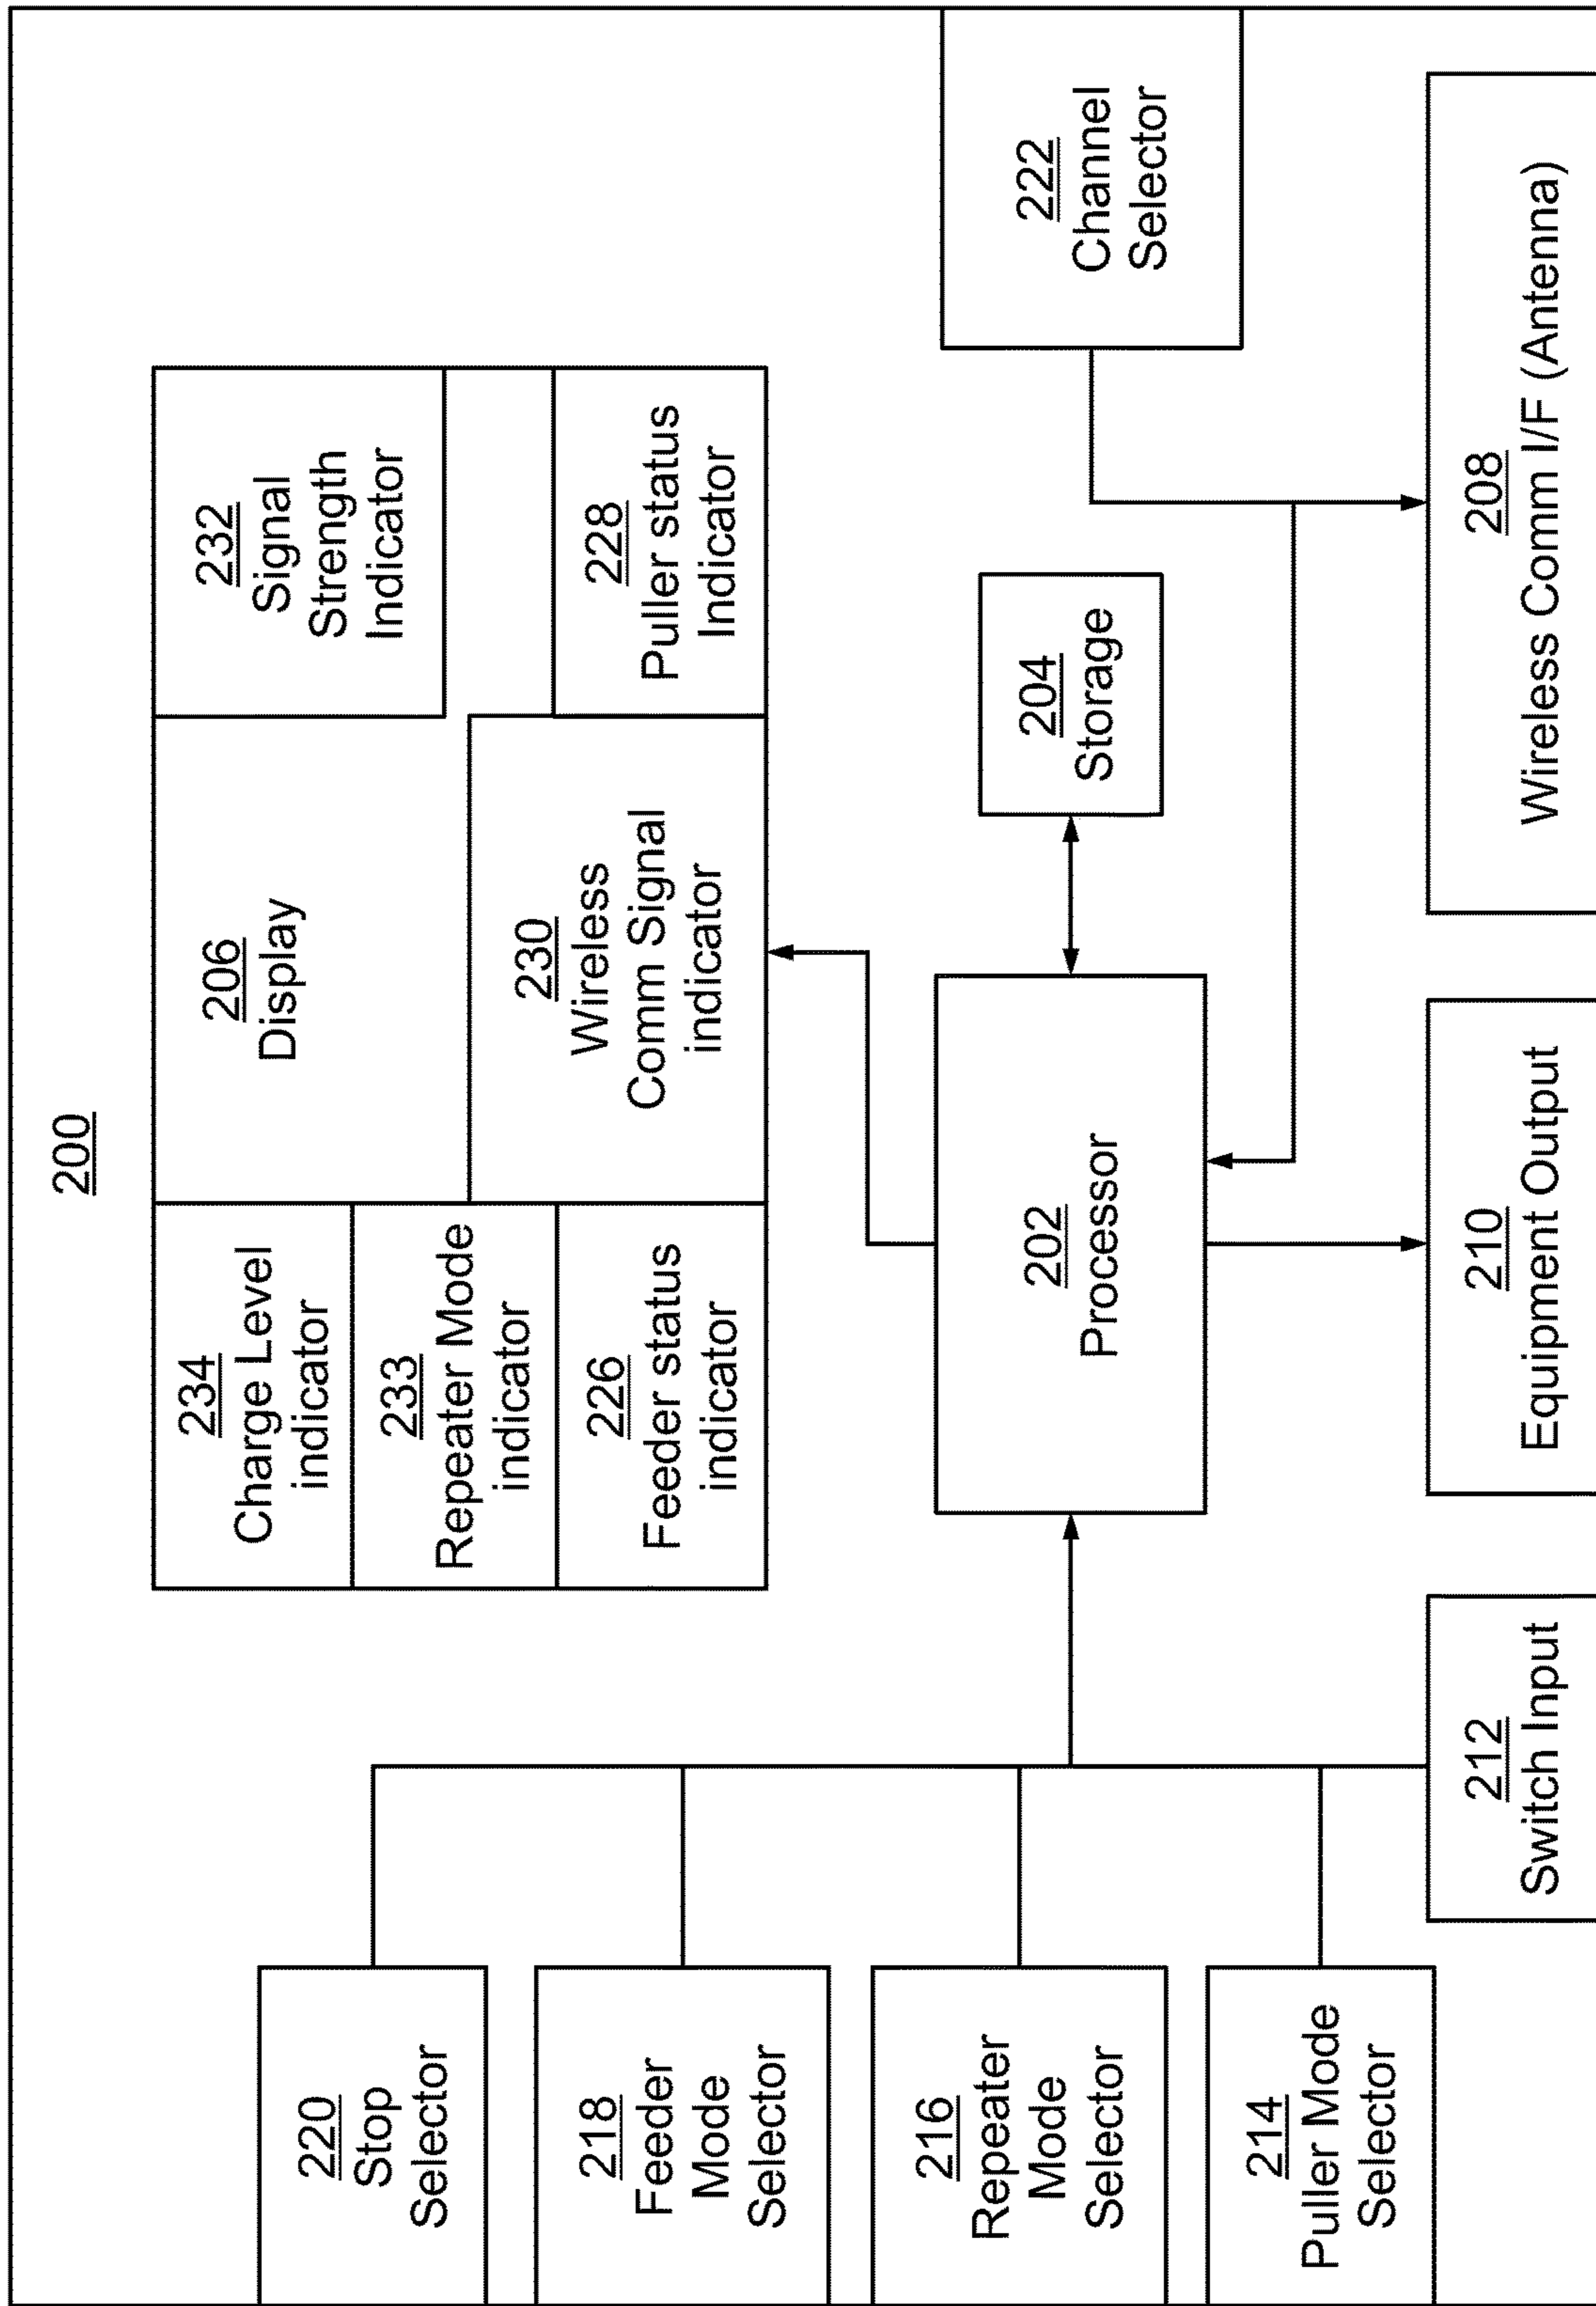 200
234
Charge Level
indicator
206
Display
232
Signal
Strength
Indicator
233
Repeater Mode
indicator
230
Wireless
Comm Signal
indicator
226
Feeder status
indicator
228
Puller status
Indicator
220
Stop
Selector
218
Feeder
Mode
Selector
216
Repeater
Mode
Selector
214
Puller Mode
Selector
202
Processor
204
Storage
222
Channel
Selector
212
Switch Input
210
Equipment Output
208
Wireless Comm I/F (Antenna)